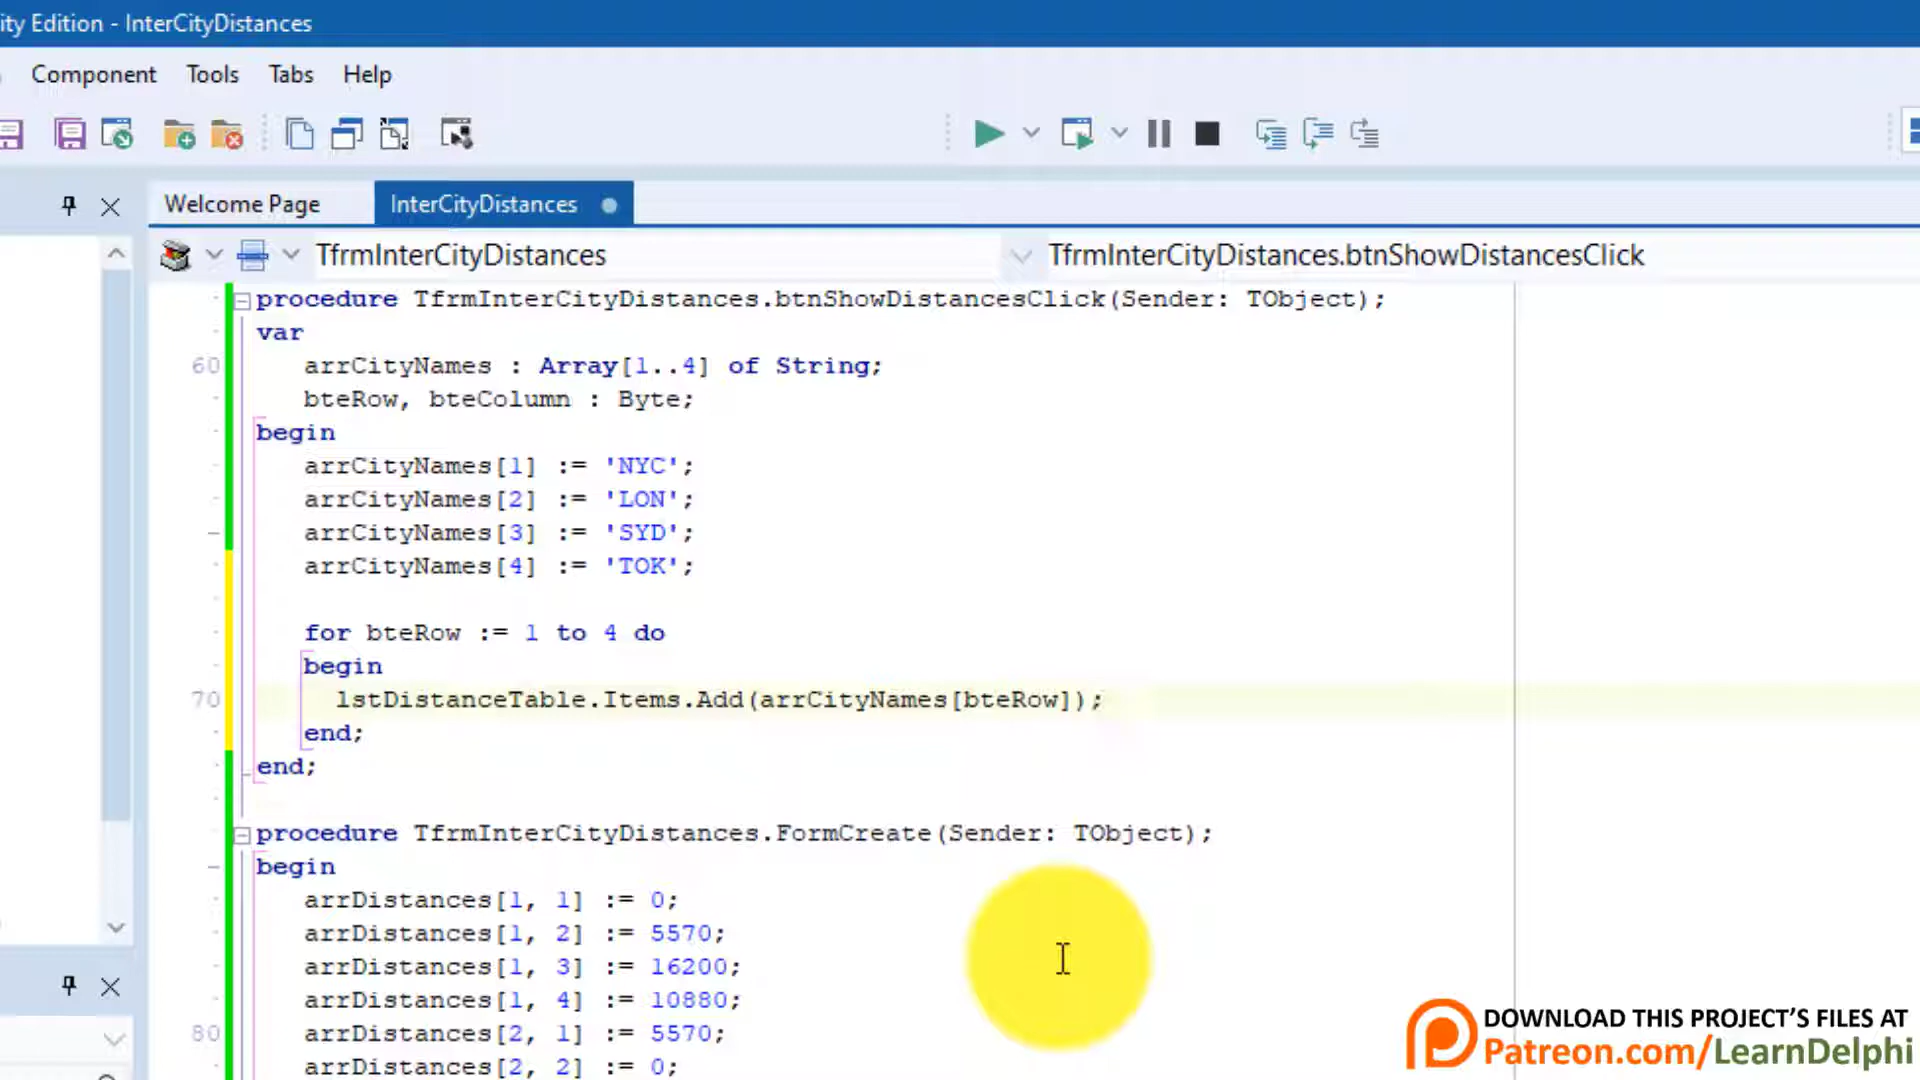 ity Edition - InterCityDistances
Component Tools Tabs Help
Welcome Page InterCityDistances
TfrmInterCityDistances TfrmInterCityDistances.btnShowDistancesClick
procedure TfrmInterCityDistances.btnShowDistancesClick(Sender: TObject);
var
60 arrCityNames : Array[1..4] of String;
bteRow, bteColumn : Byte;
begin
arrCityNames[1] := 'NYC';
arrCityNames[2] := 'LON';
arrCityNames[3] := 'SYD';
arrCityNames[4] := 'TOK';
for bteRow := 1 to 4 do
begin
70 lstDistanceTable.Items.Add(arrCityNames[bteRow]);
end;
end;
procedure TfrmInterCityDistances.FormCreate(Sender: TObject);
begin
arrDistances[1, 1] := 0;
arrDistances[1, 2] := 5570;
arrDistances[1, 3] := 16200;
arrDistances[1, 4] := 10880;
80 arrDistances[2, 1] := 5570;
arrDistances[2, 2] := 0;
DOWNLOAD THIS PROJECT'S FILES AT
Patreon.com/LearnDelphi